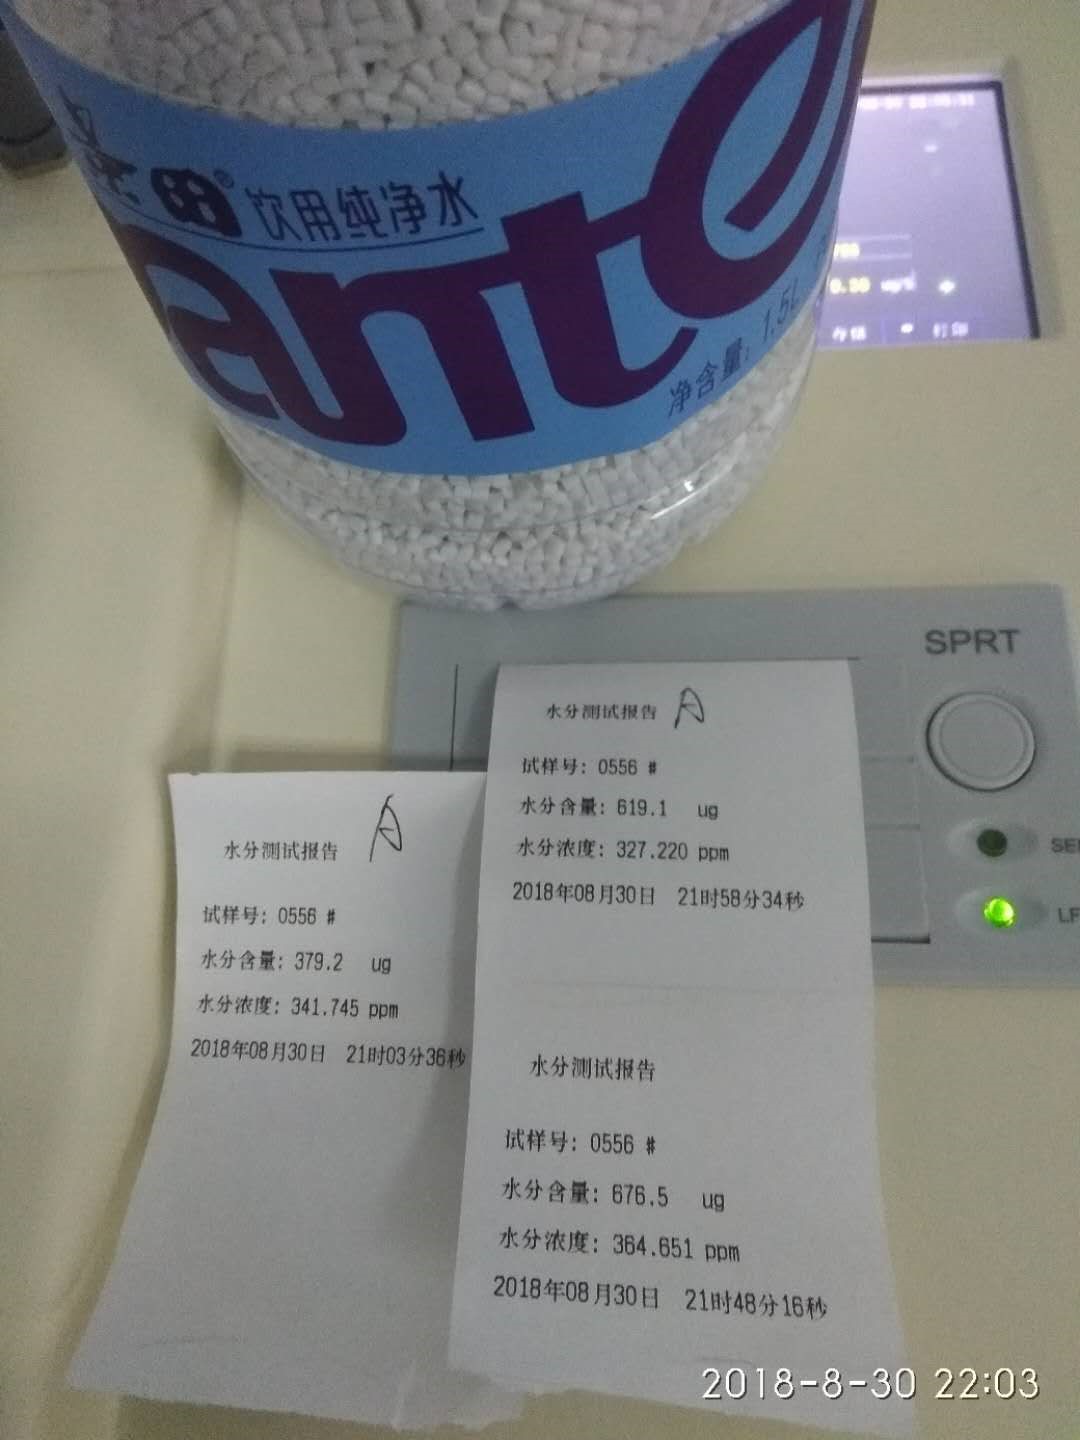 田® 饮用纯净水
ante
净含量: 1.5L
存储
打印
SPRT
水分测试报告 A
试样号: 0556 #
水分含量: 619.1 ug
水分浓度: 327.220 ppm
2018年08月30日 21时58分34秒
水分测试报告 A
试样号: 0556 #
水分含量: 379.2 ug
水分浓度: 341.745 ppm
2018年08月30日 21时03分36秒
水分测试报告
试样号: 0556 #
水分含量: 676.5 ug
水分浓度: 364.651 ppm
2018年08月30日 21时48分16秒
2018-8-30 22:03